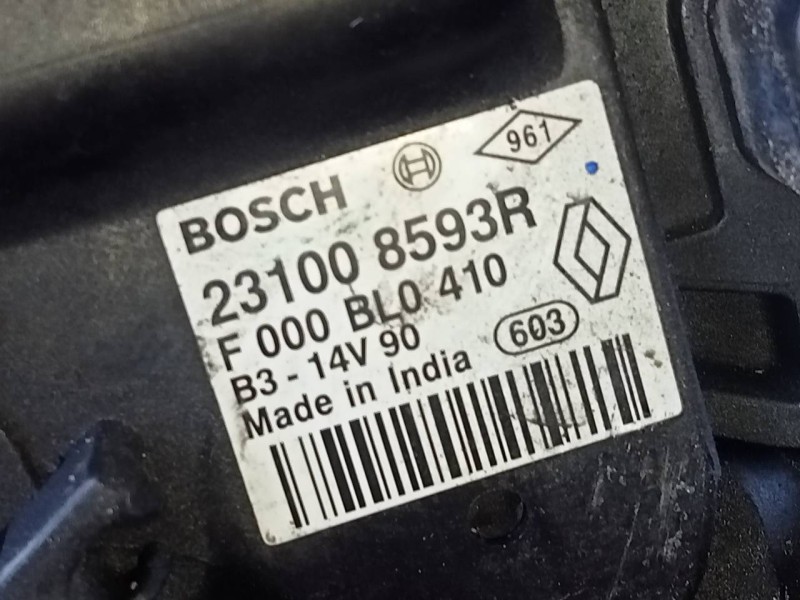 961
BOSCH
23100 8593R
F 000 BL0 410
B3 - 14V 90
603
Made in India